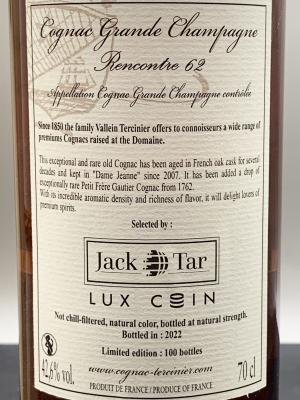 Cognac Grande Champagne
Rencontre 62
Appellation Cognac Grande Champagne contrôlée
Since 1850 the family Vallein Tercinier offers to connoisseurs a wide range of
premiums Cognacs raised at the Domaine.
This exceptional and rare old Cognac has been aged in French oak cask for several
decades and kept in "Dame Jeanne" since 2007. It has been added a drop of
exceptionally rare Petit Frère Gautier Cognac from 1762.
With its incredible aromatic density and richness of flavor, it will delight lovers of
premium spirits.
Selected by :
Jack Tar
LUX COIN
Not chill-filtered, natural color, bottled at natural strength.
Bottled in : 2022
Limited edition : 100 bottles
42,6% vol.
www.cognac-tercinier.com
70 cl
PRODUIT DE FRANCE / PRODUCE OF FRANCE